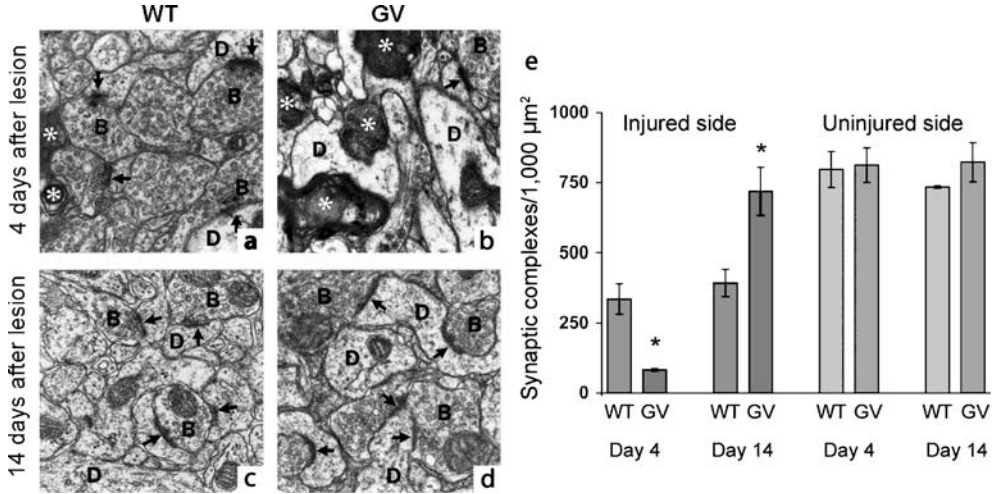 WT GV
4 days after lesion
D B B B D a
* *
B D D b
* * * *
14 days after lesion
B B D B D c
B D B D B D d
e
Synaptic complexes/1,000 µm²
1000
750
500
250
0
Injured side Uninjured side
* *
WT GV WT GV WT GV WT GV
Day 4 Day 14 Day 4 Day 14